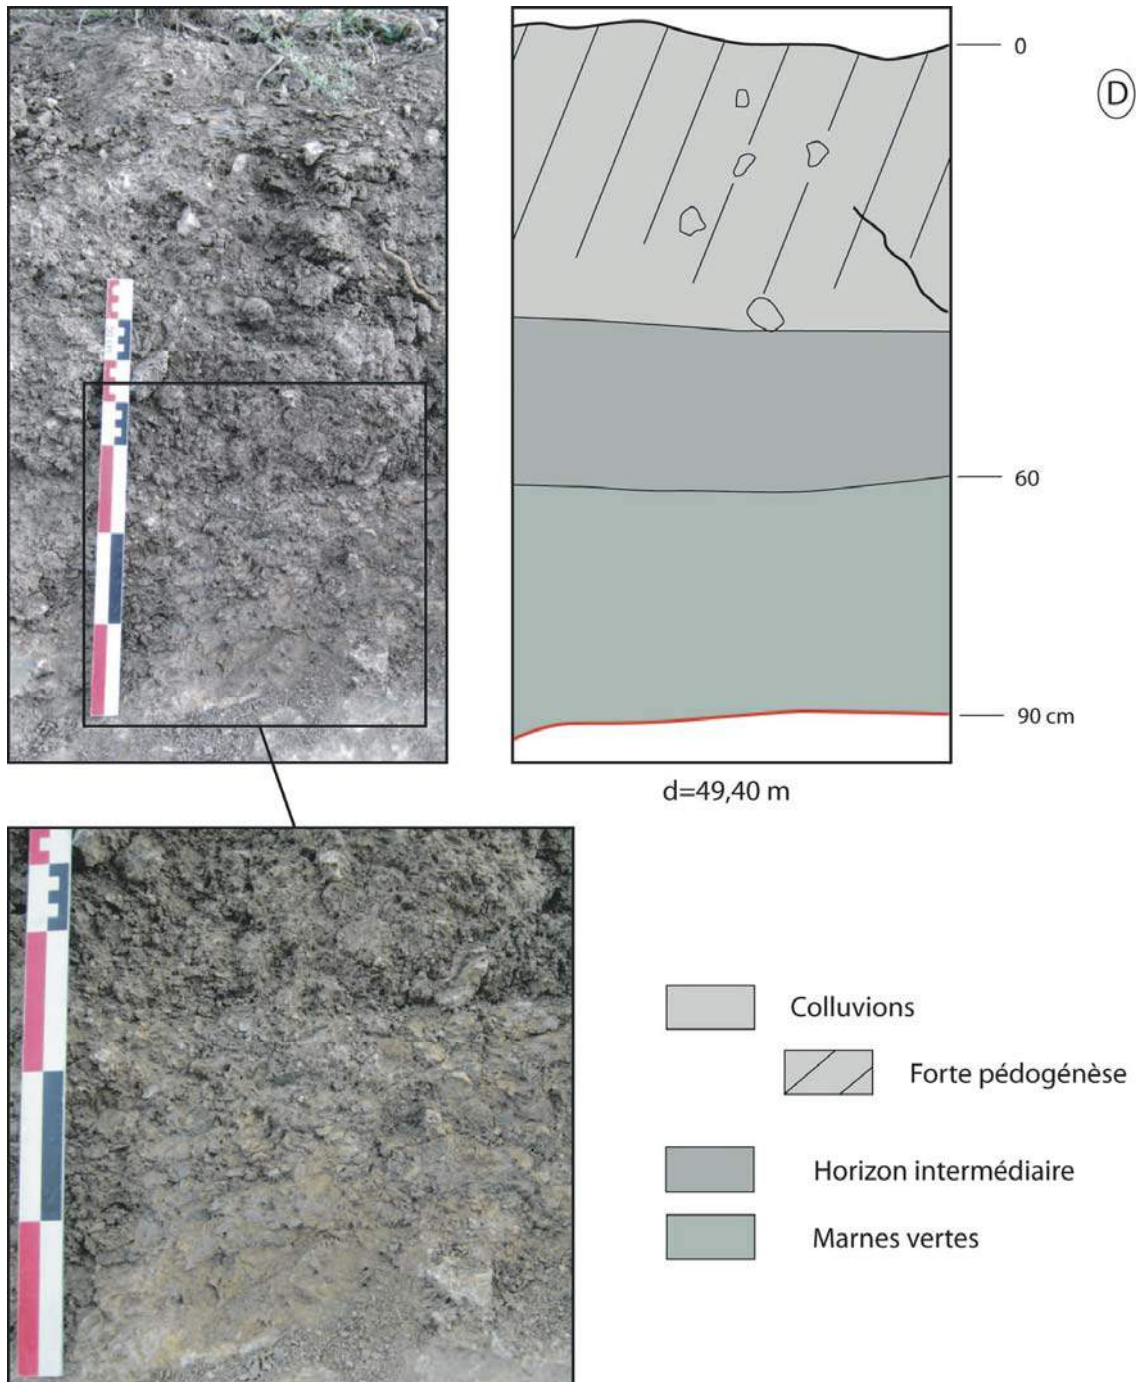 0
D
60
90 cm
d=49,40 m
Colluvions
Forte pédogénèse
Horizon intermédiaire
Marnes vertes